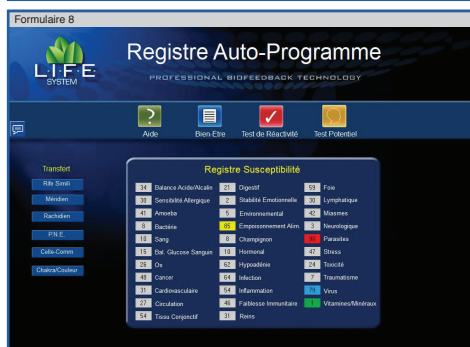 Formulaire 8
L·I·F·E·
SYSTEM
Registre Auto-Programme
PROFESSIONAL BIOFEEDBACK TECHNOLOGY
Aide
Bien-Etre
Test de Réactivité
Test Potentiel
Transfert
Rife Simili
Méridien
Rachidien
P.N.E.
Celle-Comm
Chakra/Couleur
Registre Susceptibilité
34 Balance Acide/Alcalin 21 Digestif 59 Foie
30 Sensibilité Allergique 2 Stabilité Emotionnelle 30 Lymphatique
41 Amoeba 5 Environnemental 42 Miasmes
8 Bactérie 85 Empoisonnement Alim. 3 Neurologique
10 Sang 8 Champignon Parasites
15 Bal. Glucose Sanguin 10 Hormonal 47 Stress
26 Os 62 Hypoadénie 24 Toxicité
48 Cancer 64 Infection 7 Traumatisme
31 Cardiovasculaire 54 Inflammation 79 Virus
27 Circulation 46 Faiblesse Immunitaire 1 Vitamines/Minéraux
54 Tissu Conjonctif 31 Reins